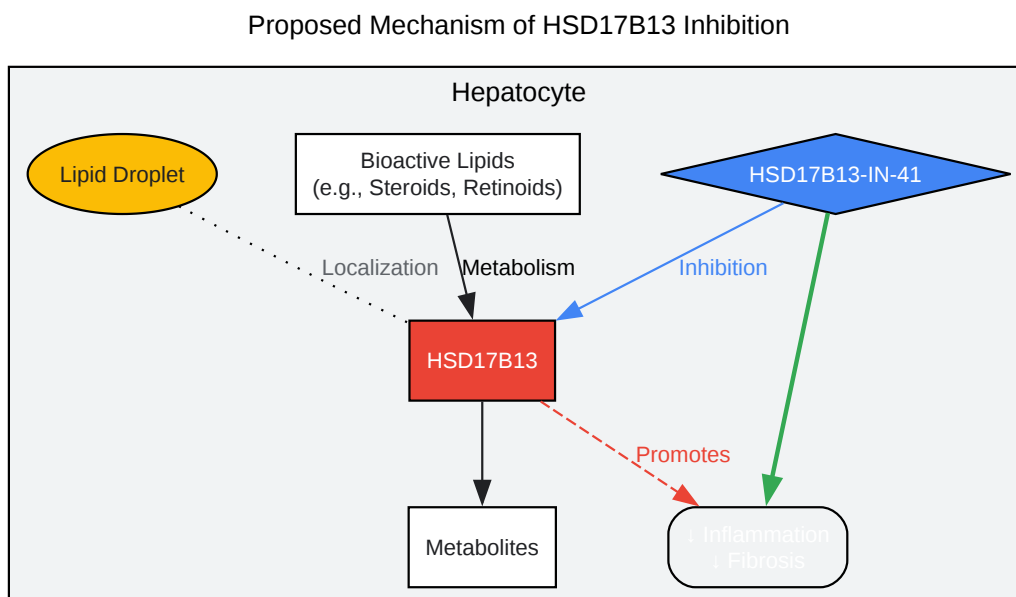 Proposed Mechanism of HSD17B13 Inhibition
Hepatocyte
Lipid Droplet
Bioactive Lipids
(e.g., Steroids, Retinoids)
HSD17B13-IN-41
Localization
Metabolism
Inhibition
HSD17B13
Promotes
Metabolites
↓ Inflammation
↓ Fibrosis